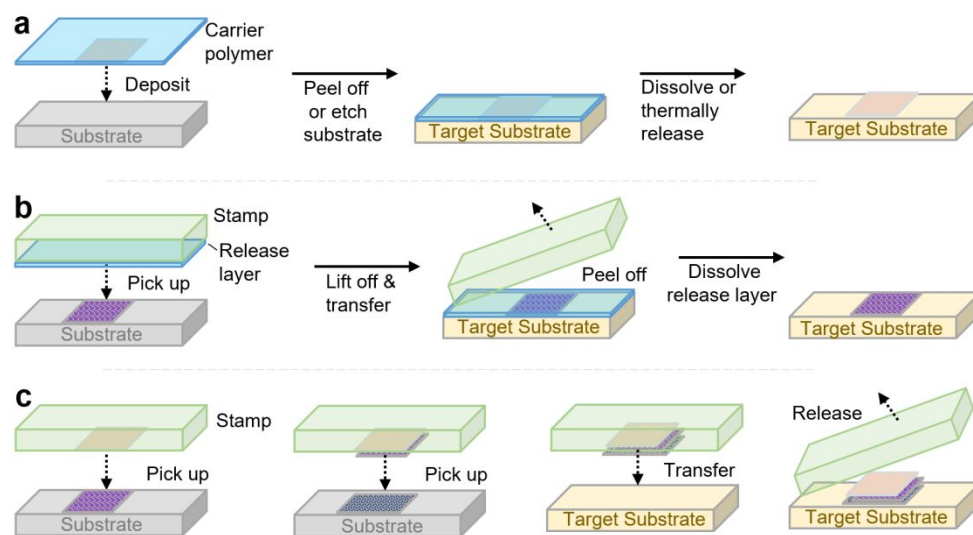 a
Carrier
polymer
Deposit
Substrate
Peel off
or etch
substrate
Target Substrate
Dissolve or
thermally
release
Target Substrate
b
Stamp
Release
layer
Pick up
Substrate
Lift off &
transfer
Peel off
Target Substrate
Dissolve
release layer
Target Substrate
c
Stamp
Pick up
Substrate
Pick up
Substrate
Transfer
Target Substrate
Release
Target Substrate